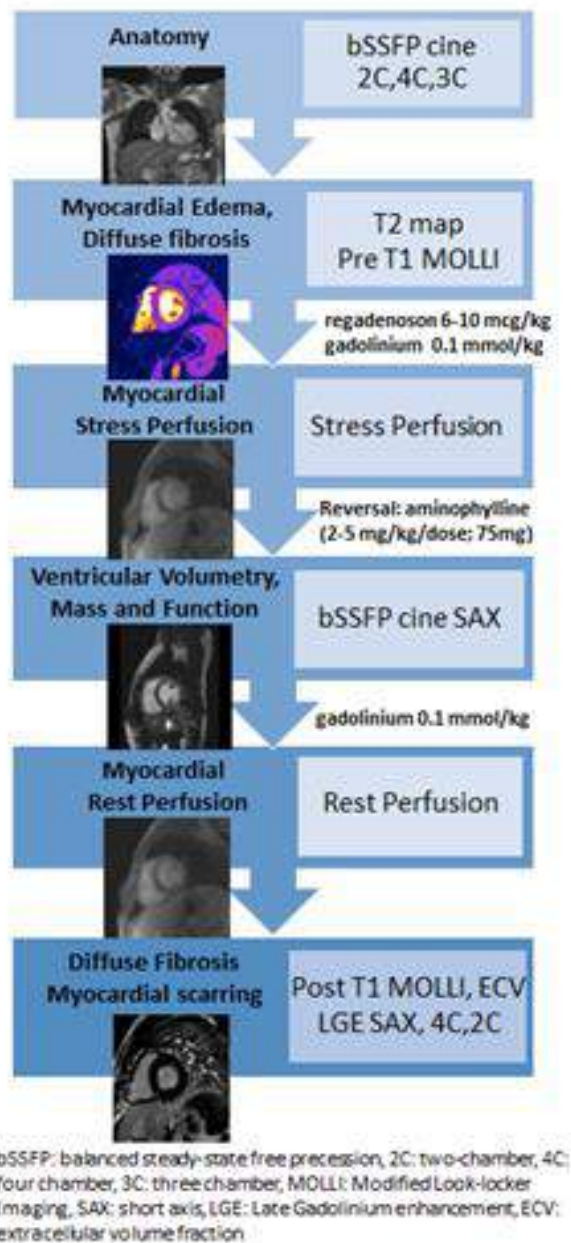 Anatomy
bSSFP cine
2C,4C,3C
Myocardial Edema,
Diffuse fibrosis
T2 map
Pre T1 MOLLI
regadenoson 6-10 mcg/kg
gadolinium 0.1 mmol/kg
Myocardial
Stress Perfusion
Stress Perfusion
Reversal: aminophylline
(2-5 mg/kg/dose; 75mg)
Ventricular Volumetry,
Mass and Function
bSSFP cine SAX
gadolinium 0.1 mmol/kg
Myocardial
Rest Perfusion
Rest Perfusion
Diffuse Fibrosis
Myocardial scarring
Post T1 MOLLI, ECV
LGE SAX, 4C,2C
bSSFP: balanced steady-state free precession, 2C: two-chamber, 4C:
four chamber, 3C: three chamber, MOLLI: Modified Look-locker
Imaging, SAX: short axis, LGE: Late Gadolinium enhancement, ECV:
extracellular volume fraction